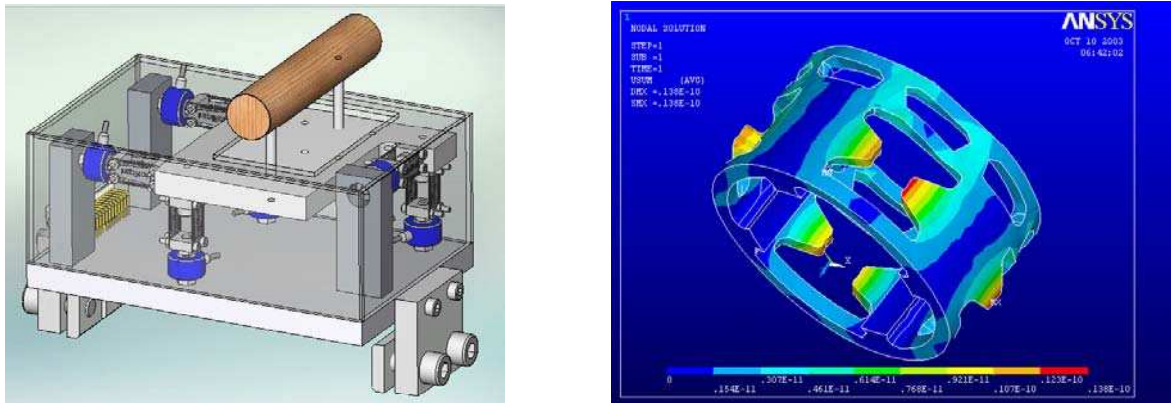 1
NODAL SOLUTION
STEP=1
SUB =1
TIME=1
USUM (AVG)
DMX =.138E-10
SMX =.138E-10
ANSYS
OCT 10 2003
06:42:02
X
MX
0 .307E-11 .614E-11 .921E-11 .123E-10
.154E-11 .461E-11 .768E-11 .107E-10 .138E-10